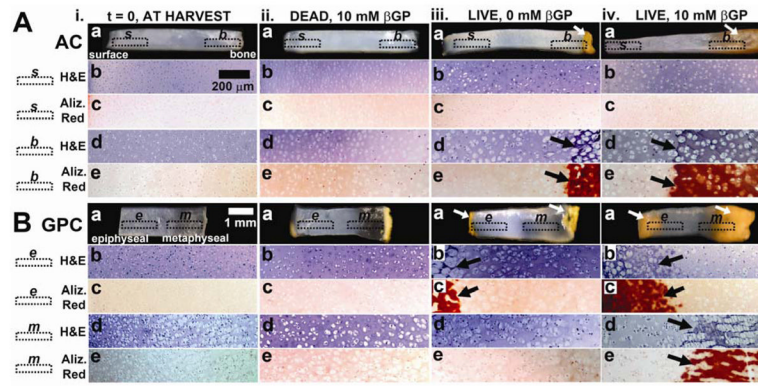 i. t = 0, AT HARVEST ii. DEAD, 10 mM βGP iii. LIVE, 0 mM βGP iv. LIVE, 10 mM βGP
A AC a s b surface bone a s b a s b a s b
s H&E b 200 μm b b b
s Aliz. Red c c c c
b H&E d d d d
b Aliz. Red e e e e
B GPC a e m 1 mm epiphyseal metaphyseal a e m a e m a e m
e H&E b b b b
e Aliz. Red c c c c
m H&E d d d d
m Aliz. Red e e e e